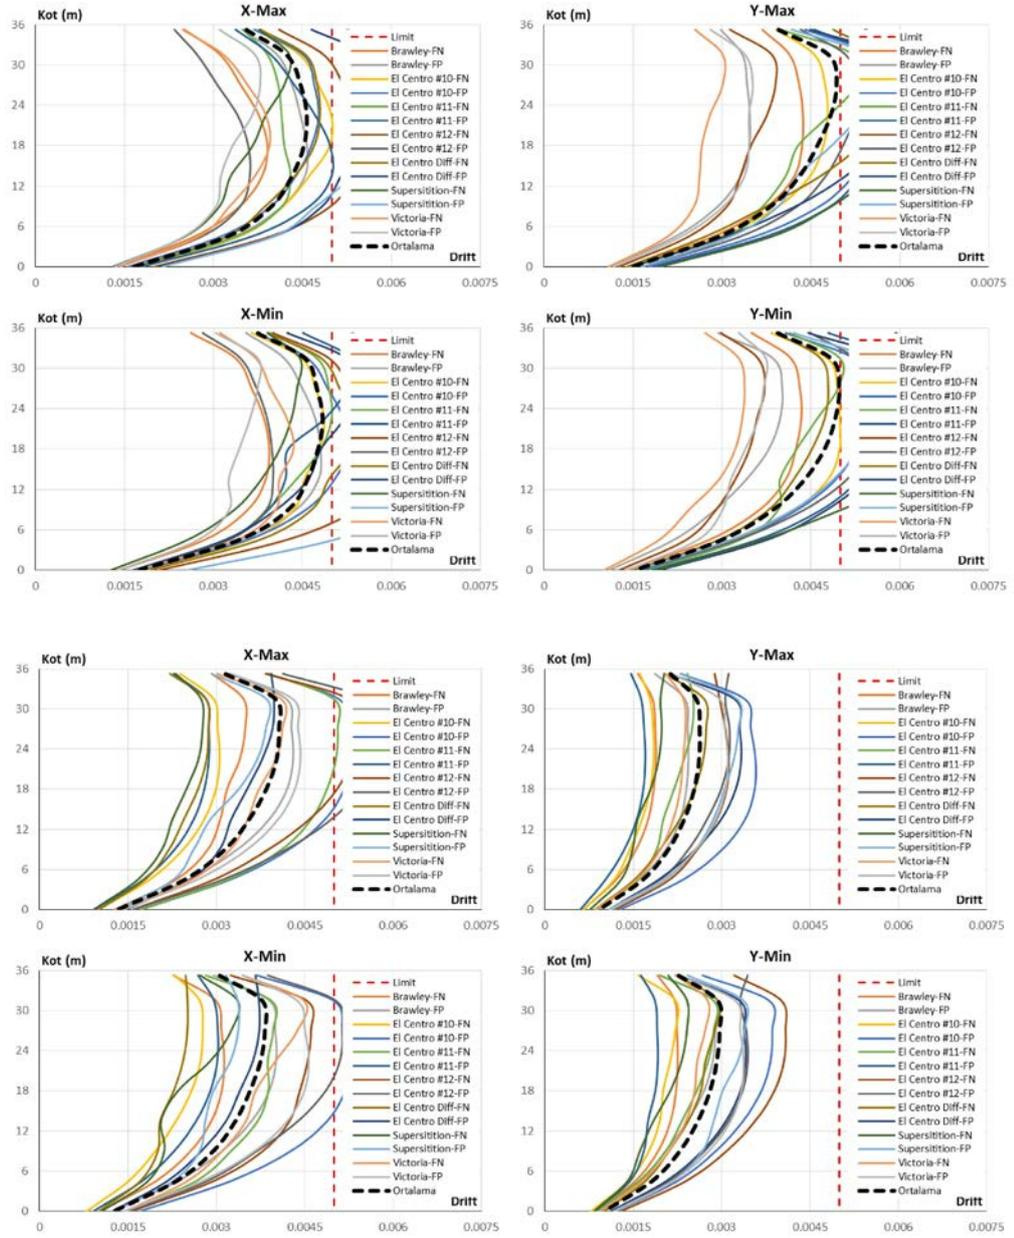 X-Max
Kot (m)
36
30
24
18
12
6
0
0 0.0015 0.003 0.0045 0.006 0.0075
Limit
Brawley-FN
Brawley-FP
El Centro #10-FN
El Centro #10-FP
El Centro #11-FN
El Centro #11-FP
El Centro #12-FN
El Centro #12-FP
El Centro Diff-FN
El Centro Diff-FP
Supersitition-FN
Supersitition-FP
Victoria-FN
Victoria-FP
Ortalama
Drift
Y-Max
Kot (m)
36
30
24
18
12
6
0
0 0.0015 0.003 0.0045 0.006 0.0075
Limit
Brawley-FN
Brawley-FP
El Centro #10-FN
El Centro #10-FP
El Centro #11-FN
El Centro #11-FP
El Centro #12-FN
El Centro #12-FP
El Centro Diff-FN
El Centro Diff-FP
Supersitition-FN
Supersitition-FP
Victoria-FN
Victoria-FP
Ortalama
Drift
X-Min
Kot (m)
36
30
24
18
12
6
0
0 0.0015 0.003 0.0045 0.006 0.0075
Limit
Brawley-FN
Brawley-FP
El Centro #10-FN
El Centro #10-FP
El Centro #11-FN
El Centro #11-FP
El Centro #12-FN
El Centro #12-FP
El Centro Diff-FN
El Centro Diff-FP
Supersitition-FN
Supersitition-FP
Victoria-FN
Victoria-FP
Ortalama
Drift
Y-Min
Kot (m)
36
30
24
18
12
6
0
0 0.0015 0.003 0.0045 0.006 0.0075
Limit
Brawley-FN
Brawley-FP
El Centro #10-FN
El Centro #10-FP
El Centro #11-FN
El Centro #11-FP
El Centro #12-FN
El Centro #12-FP
El Centro Diff-FN
El Centro Diff-FP
Supersitition-FN
Supersitition-FP
Victoria-FN
Victoria-FP
Ortalama
Drift
X-Max
Kot (m)
36
30
24
18
12
6
0
0 0.0015 0.003 0.0045 0.006 0.0075
Limit
Brawley-FN
Brawley-FP
El Centro #10-FN
El Centro #10-FP
El Centro #11-FN
El Centro #11-FP
El Centro #12-FN
El Centro #12-FP
El Centro Diff-FN
El Centro Diff-FP
Supersitition-FN
Supersitition-FP
Victoria-FN
Victoria-FP
Ortalama
Drift
Y-Max
Kot (m)
36
30
24
18
12
6
0
0 0.0015 0.003 0.0045 0.006 0.0075
Limit
Brawley-FN
Brawley-FP
El Centro #10-FN
El Centro #10-FP
El Centro #11-FN
El Centro #11-FP
El Centro #12-FN
El Centro #12-FP
El Centro Diff-FN
El Centro Diff-FP
Supersitition-FN
Supersitition-FP
Victoria-FN
Victoria-FP
Ortalama
Drift
X-Min
Kot (m)
36
30
24
18
12
6
0
0 0.0015 0.003 0.0045 0.006 0.0075
Limit
Brawley-FN
Brawley-FP
El Centro #10-FN
El Centro #10-FP
El Centro #11-FN
El Centro #11-FP
El Centro #12-FN
El Centro #12-FP
El Centro Diff-FN
El Centro Diff-FP
Supersitition-FN
Supersitition-FP
Victoria-FN
Victoria-FP
Ortalama
Drift
Y-Min
Kot (m)
36
30
24
18
12
6
0
0 0.0015 0.003 0.0045 0.006 0.0075
Limit
Brawley-FN
Brawley-FP
El Centro #10-FN
El Centro #10-FP
El Centro #11-FN
El Centro #11-FP
El Centro #12-FN
El Centro #12-FP
El Centro Diff-FN
El Centro Diff-FP
Supersitition-FN
Supersitition-FP
Victoria-FN
Victoria-FP
Ortalama
Drift